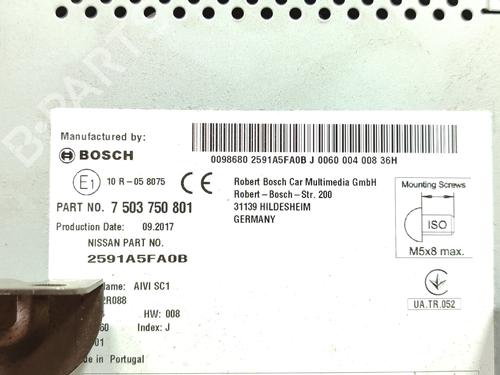 Manufactured by:
BOSCH
0098680 2591A5FA0B J 0060 004 008 36H
E1 10 R-05 8075
CE
Robert Bosch Car Multimedia GmbH
Robert-Bosch-Str. 200
31139 HILDESHEIM
GERMANY
Mounting Screws
ISO
M5x8 max.
PART NO. 7 503 750 801
Production Date: 09.2017
NISSAN PART NO.
2591A5FA0B
UA.TR.052
AIVI SC1
HW: 008
Index: J
in Portugal
B-PARTS